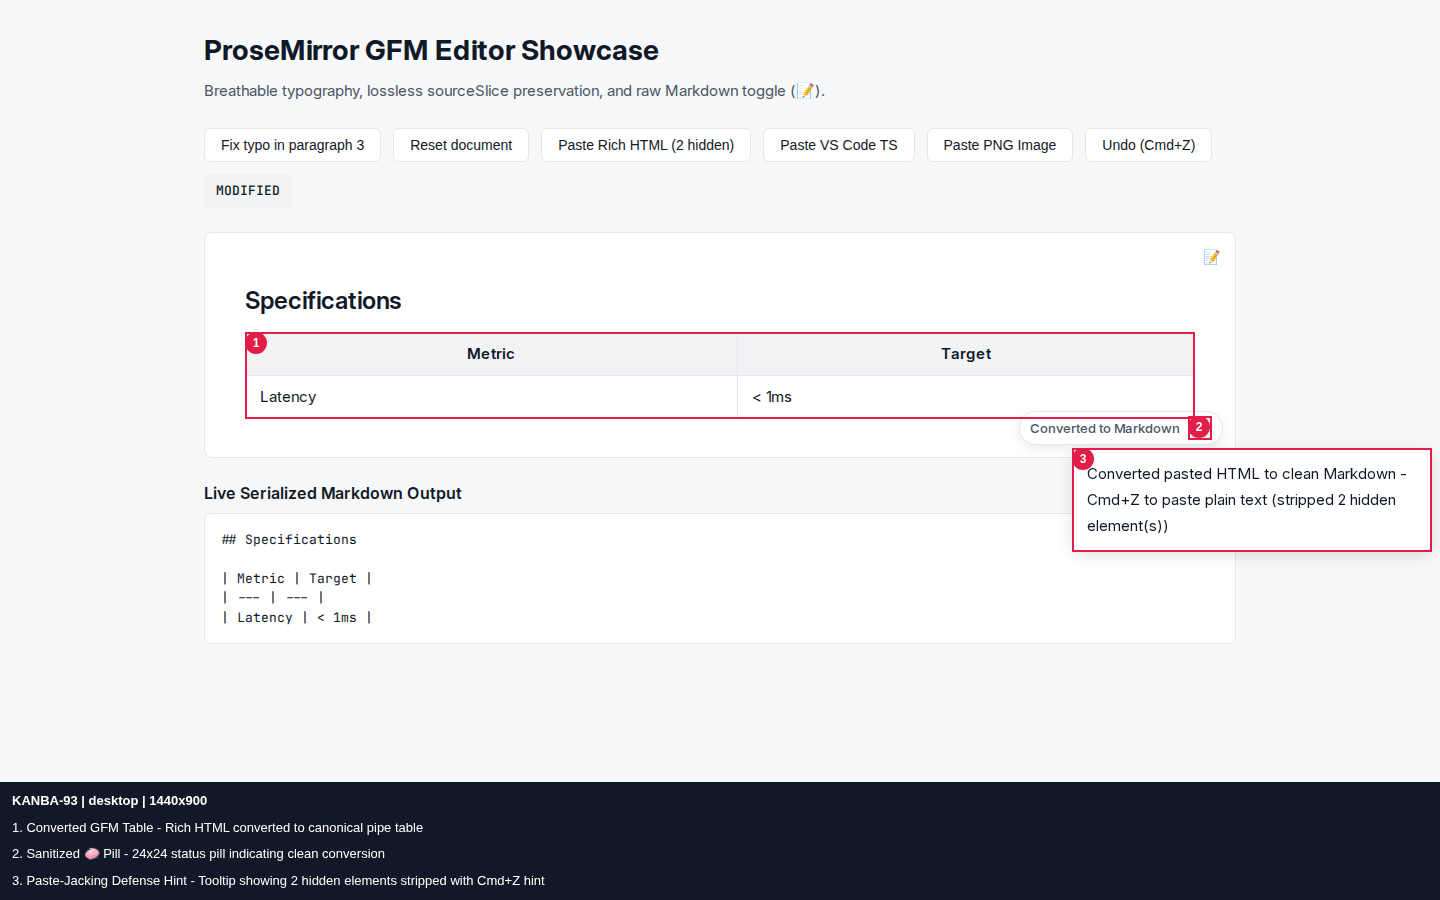 ProseMirror GFM Editor Showcase
Breathable typography, lossless sourceSlice preservation, and raw Markdown toggle (📝).
Fix typo in paragraph 3
Reset document
Paste Rich HTML (2 hidden)
Paste VS Code TS
Paste PNG Image
Undo (Cmd+Z)
MODIFIED
📝
Specifications
1
Metric Target
Latency < 1ms
Converted to Markdown 2
3
Converted pasted HTML to clean Markdown -
Cmd+Z to paste plain text (stripped 2 hidden
element(s))
Live Serialized Markdown Output
## Specifications
| Metric | Target |
| --- | --- |
| Latency | < 1ms |
KANBA-93 | desktop | 1440x900
1. Converted GFM Table - Rich HTML converted to canonical pipe table
2. Sanitized 🧼 Pill - 24x24 status pill indicating clean conversion
3. Paste-Jacking Defense Hint - Tooltip showing 2 hidden elements stripped with Cmd+Z hint